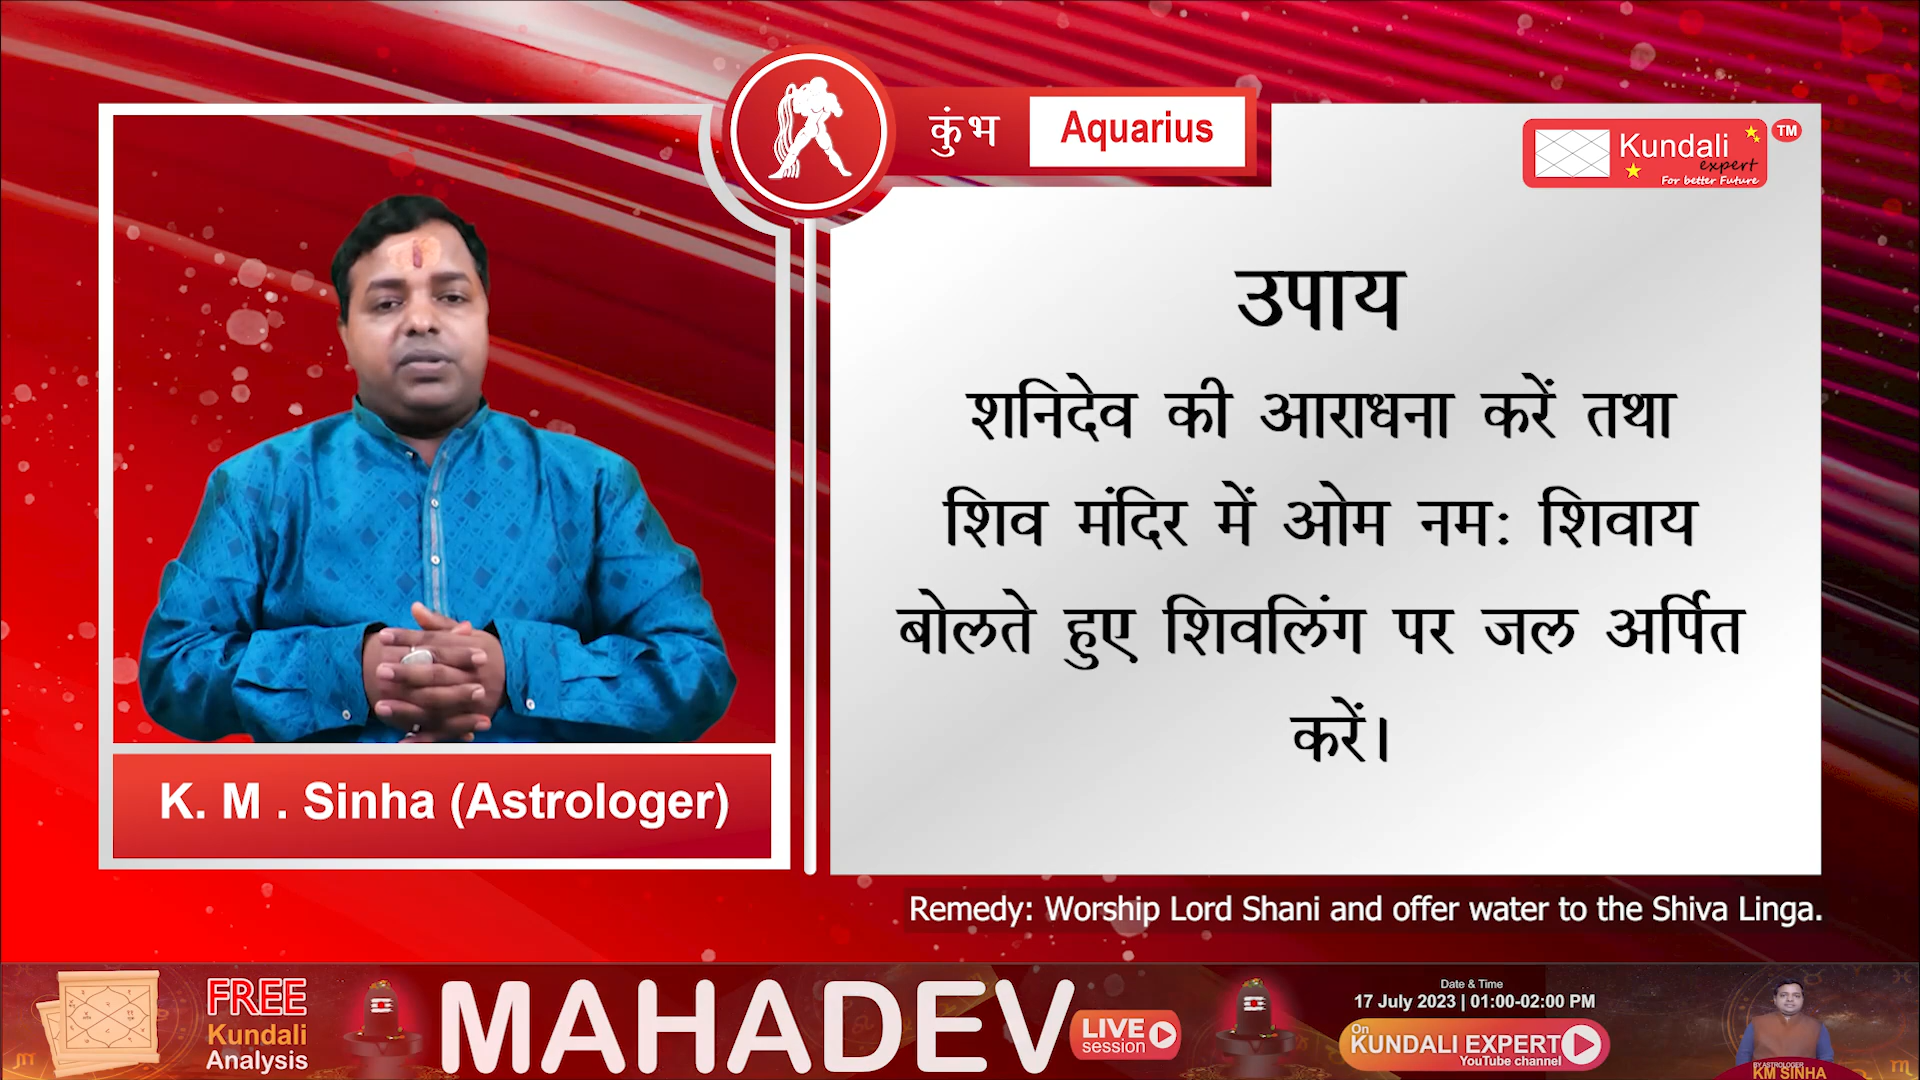 कुंभ
Aquarius
Kundali
expert
For better Future
TM
उपाय
शनिदेव की आराधना करें तथा
शिव मंदिर में ओम नमः शिवाय
बोलते हुए शिवलिंग पर जल अर्पित
करें।
K. M . Sinha (Astrologer)
Remedy: Worship Lord Shani and offer water to the Shiva Linga.
FREE
Kundali
Analysis
MAHADEV
LIVE
session
Date & Time
17 July 2023 | 01:00-02:00 PM
On
KUNDALI EXPERT
YouTube channel
BY ASTROLOGER
KM SINHA